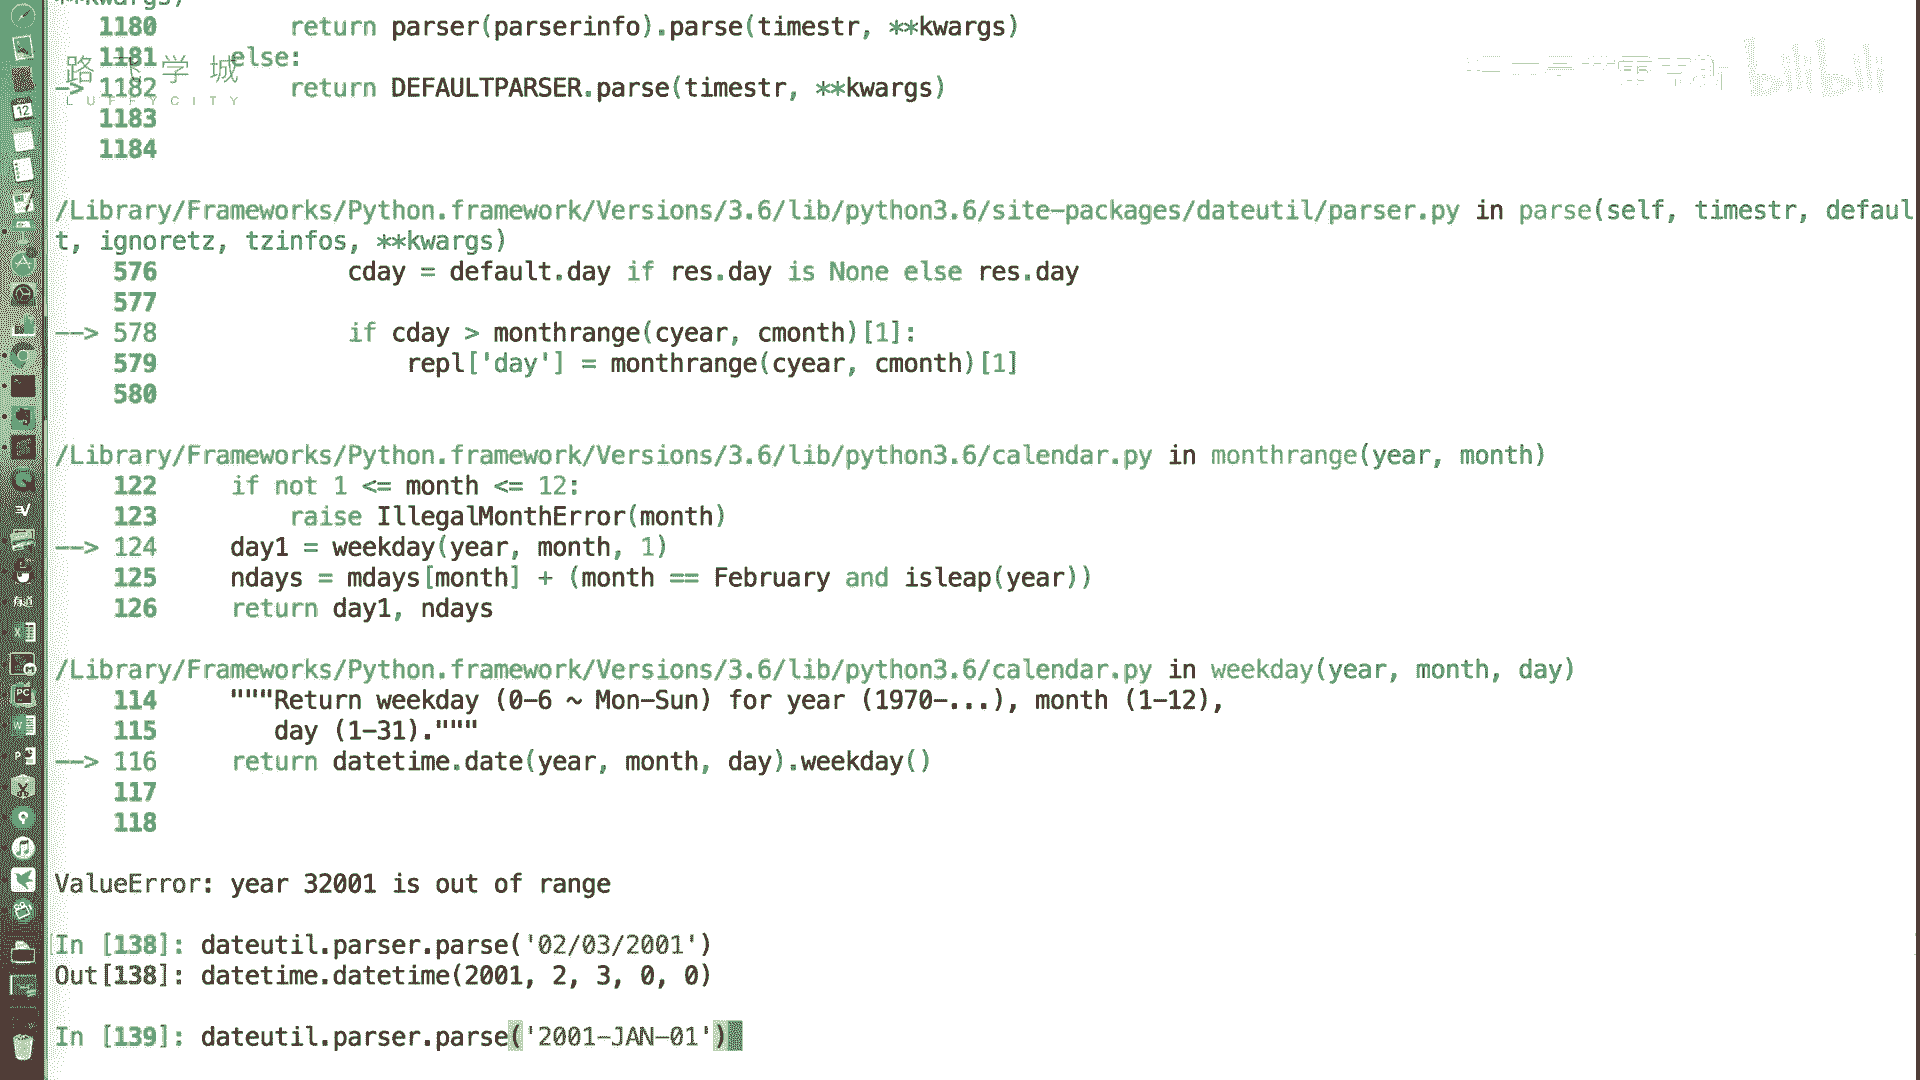 **kwargs)
1180         return parser(parserinfo).parse(timestr, **kwargs)
1181     else:
路飞学城
LUFFYCITY
-> 1182         return DEFAULTPARSER.parse(timestr, **kwargs)
1183
1184
bilibili
/Library/Frameworks/Python.framework/Versions/3.6/lib/python3.6/site-packages/dateutil/parser.py in parse(self, timestr, defaul
t, ignoretz, tzinfos, **kwargs)
576             cday = default.day if res.day is None else res.day
577
--> 578             if cday > monthrange(cyear, cmonth)[1]:
579                 repl['day'] = monthrange(cyear, cmonth)[1]
580
/Library/Frameworks/Python.framework/Versions/3.6/lib/python3.6/calendar.py in monthrange(year, month)
122     if not 1 <= month <= 12:
123         raise IllegalMonthError(month)
--> 124     day1 = weekday(year, month, 1)
125     ndays = mdays[month] + (month == February and isleap(year))
126     return day1, ndays
/Library/Frameworks/Python.framework/Versions/3.6/lib/python3.6/calendar.py in weekday(year, month, day)
114     """Return weekday (0-6 ~ Mon-Sun) for year (1970-...), month (1-12),
115        day (1-31)."""
--> 116     return datetime.date(year, month, day).weekday()
117
118
ValueError: year 32001 is out of range
In [138]: dateutil.parser.parse('02/03/2001')
Out[138]: datetime.datetime(2001, 2, 3, 0, 0)
In [139]: dateutil.parser.parse('2001-JAN-01')